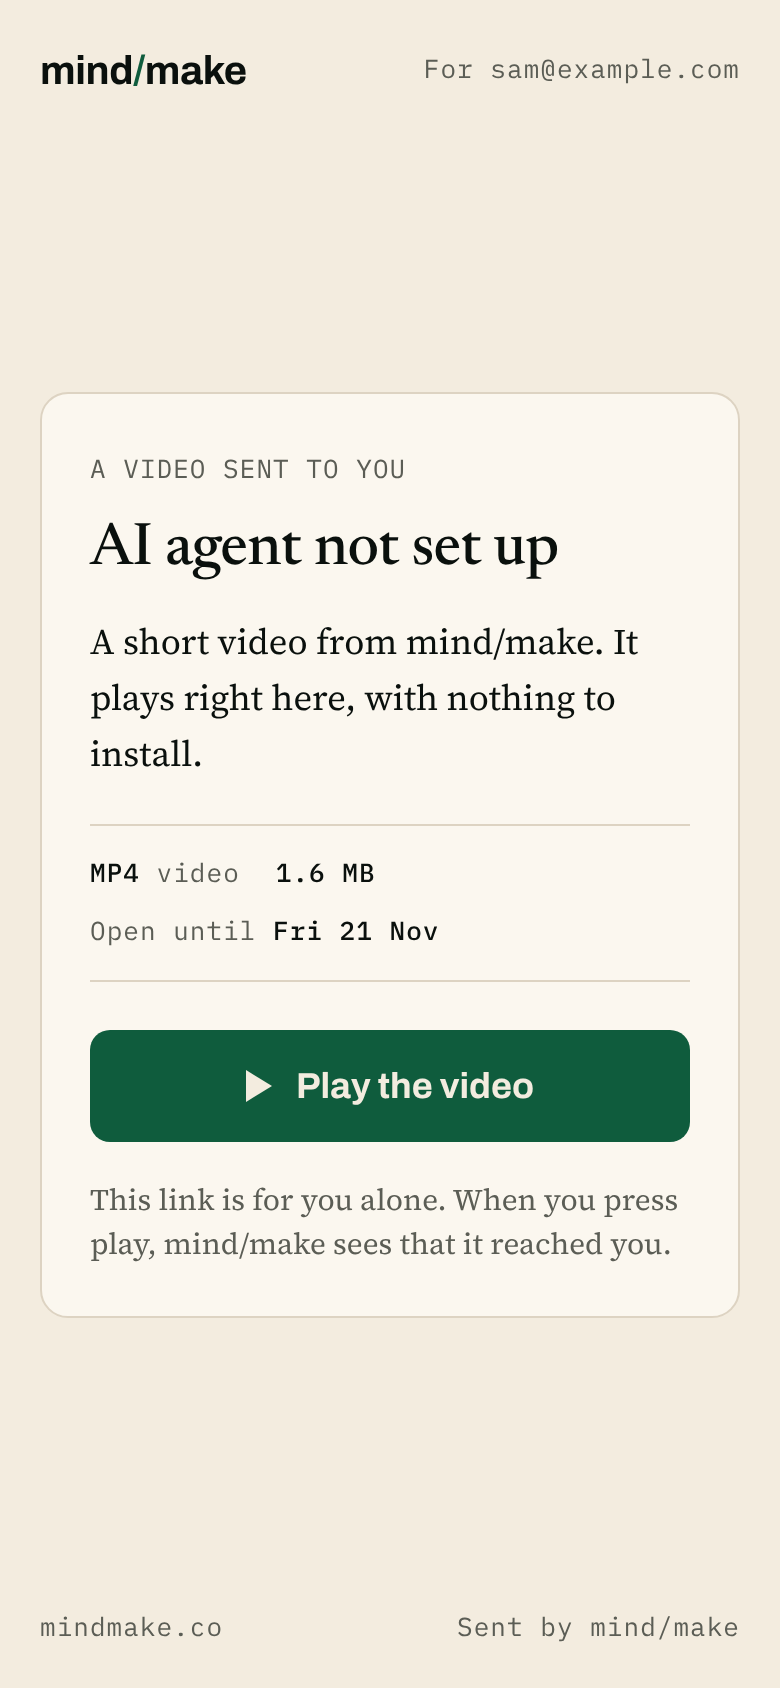 mind/make
For sam@example.com
A VIDEO SENT TO YOU
AI agent not set up
A short video from mind/make. It
plays right here, with nothing to
install.
MP4 video 1.6 MB
Open until Fri 21 Nov
Play the video
This link is for you alone. When you press
play, mind/make sees that it reached you.
mindmake.co
Sent by mind/make